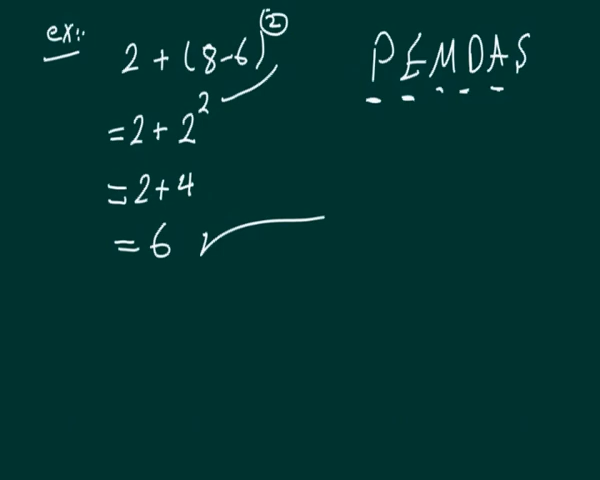 ex:
2 + (8-6)²
PEMDAS
= 2 + 2²
= 2 + 4
= 6